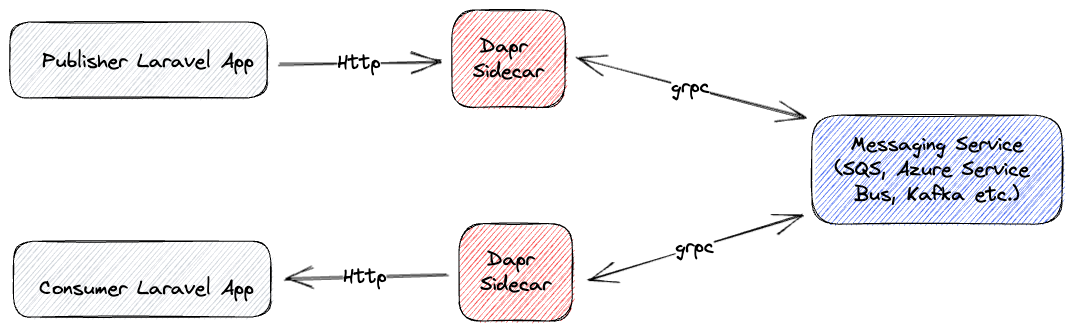 Publisher Laravel App
Http
Dapr
Sidecar
grpc
Messaging Service
(SQS, Azure Service
Bus, Kafka etc.)
Consumer Laravel App
Http
Dapr
Sidecar
grpc